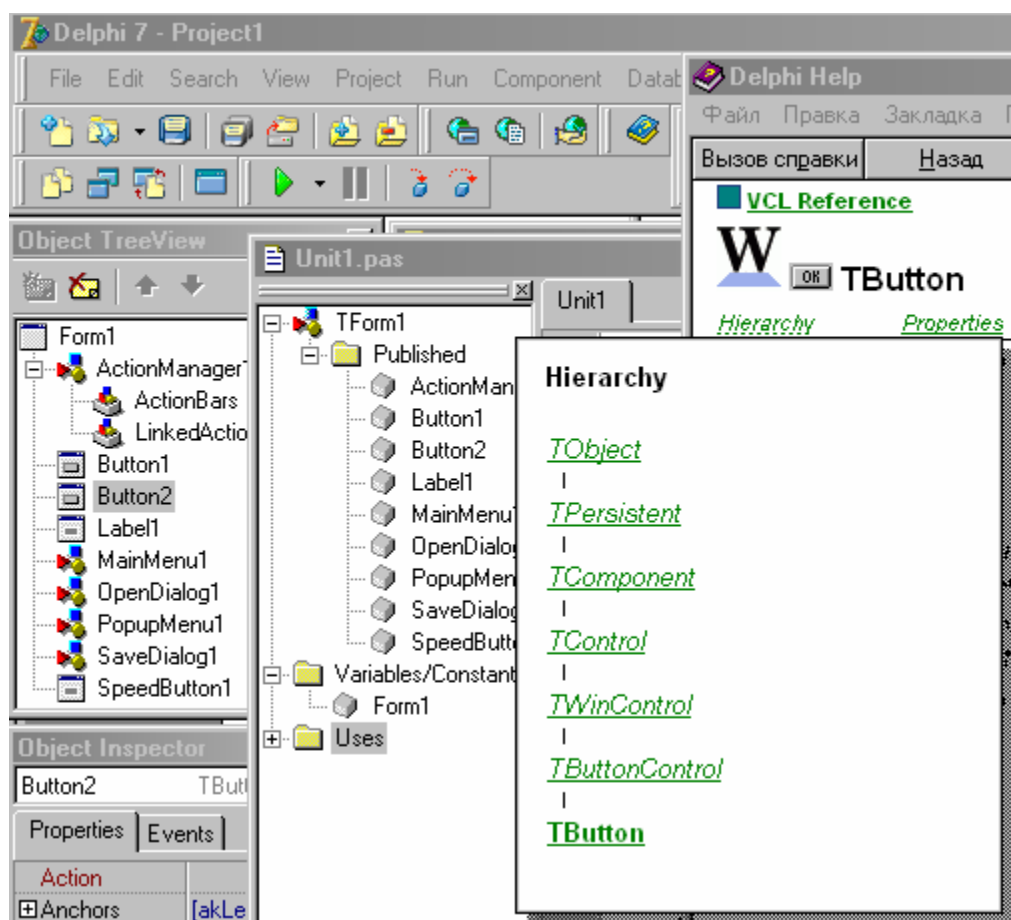 Delphi 7 - Project1
File Edit Search View Project Run Component Datab
Delphi Help
Файл Правка Закладка
Вызов справки Назад
VCL Reference
W OK TButton
Hierarchy Properties
Object TreeView
Form1
ActionManager1
ActionBars
LinkedActio
Button1
Button2
Label1
MainMenu1
OpenDialog1
PopupMenu1
SaveDialog1
SpeedButton1
Unit1.pas
Unit1
TForm1
Published
ActionMan
Button1
Button2
Label1
MainMenu1
OpenDialo
PopupMen
SaveDialog
SpeedButt
Variables/Constant
Form1
Uses
Hierarchy
TObject
TPersistent
TComponent
TControl
TWinControl
TButtonControl
TButton
Object Inspector
Button2 TButt
Properties Events
Action
Anchors [akLe